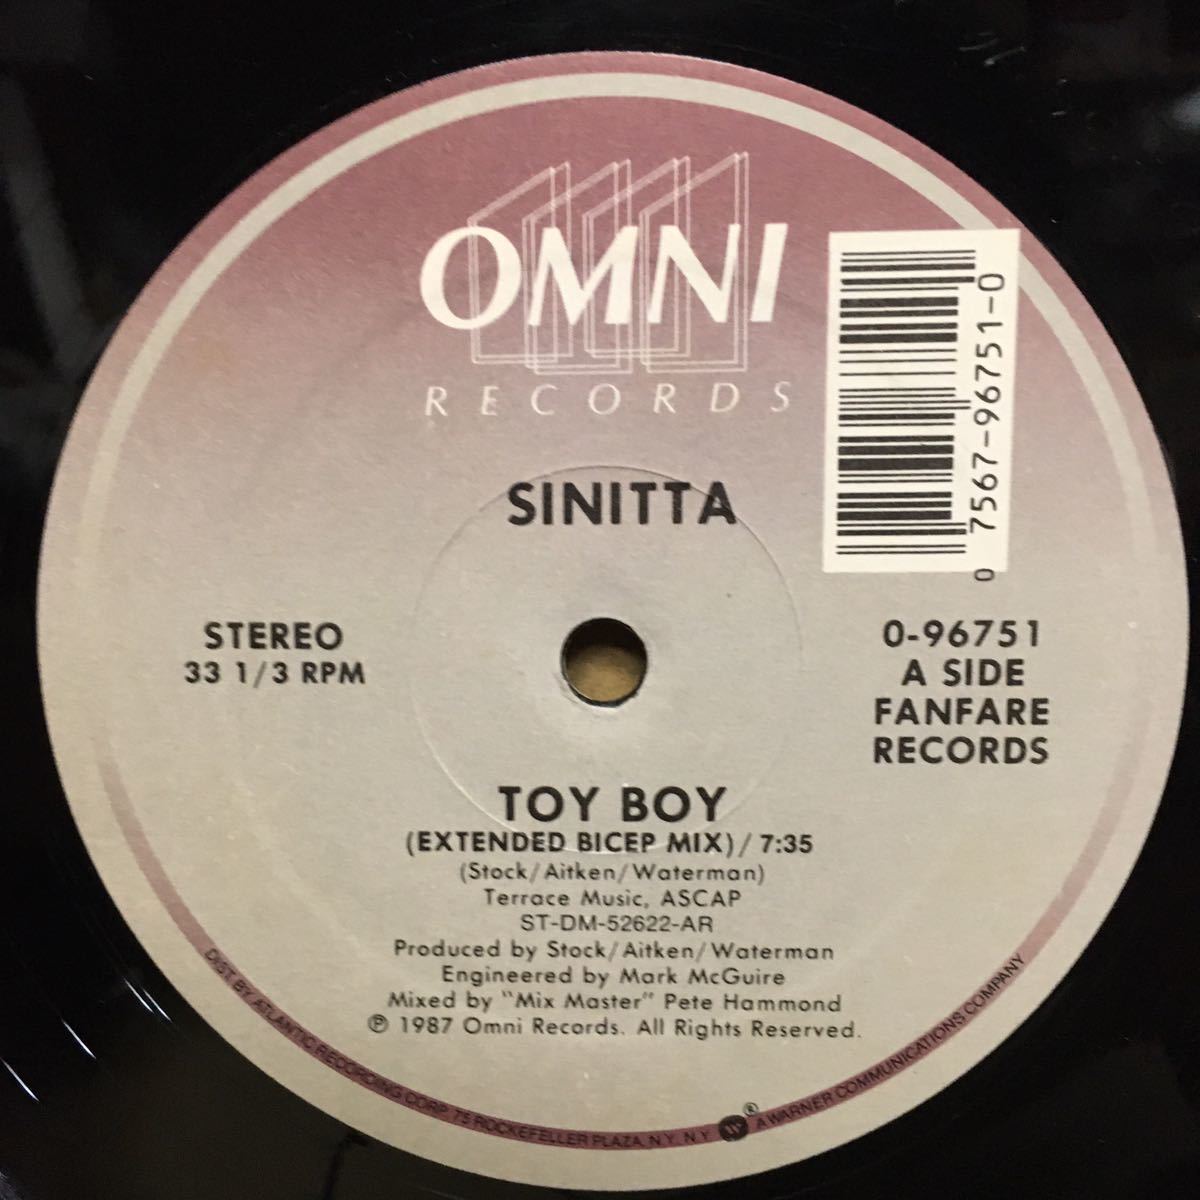 OMNI
RECORDS
0 7567-96751-0
SINITTA
STEREO
33 1/3 RPM
0-96751
A SIDE
FANFARE
RECORDS
TOY BOY
(EXTENDED BICEP MIX)/ 7:35
(Stock/Aitken/Waterman)
Terrace Music, ASCAP
ST-DM-52622-AR
Produced by Stock/Aitken/Waterman
Engineered by Mark McGuire
Mixed by "Mix Master" Pete Hammond
℗ 1987 Omni Records. All Rights Reserved.
DIST. BY ATLANTIC RECORDING CORP. 75 ROCKEFELLER PLAZA, N.Y. N.Y. ® A WARNER COMMUNICATIONS COMPANY